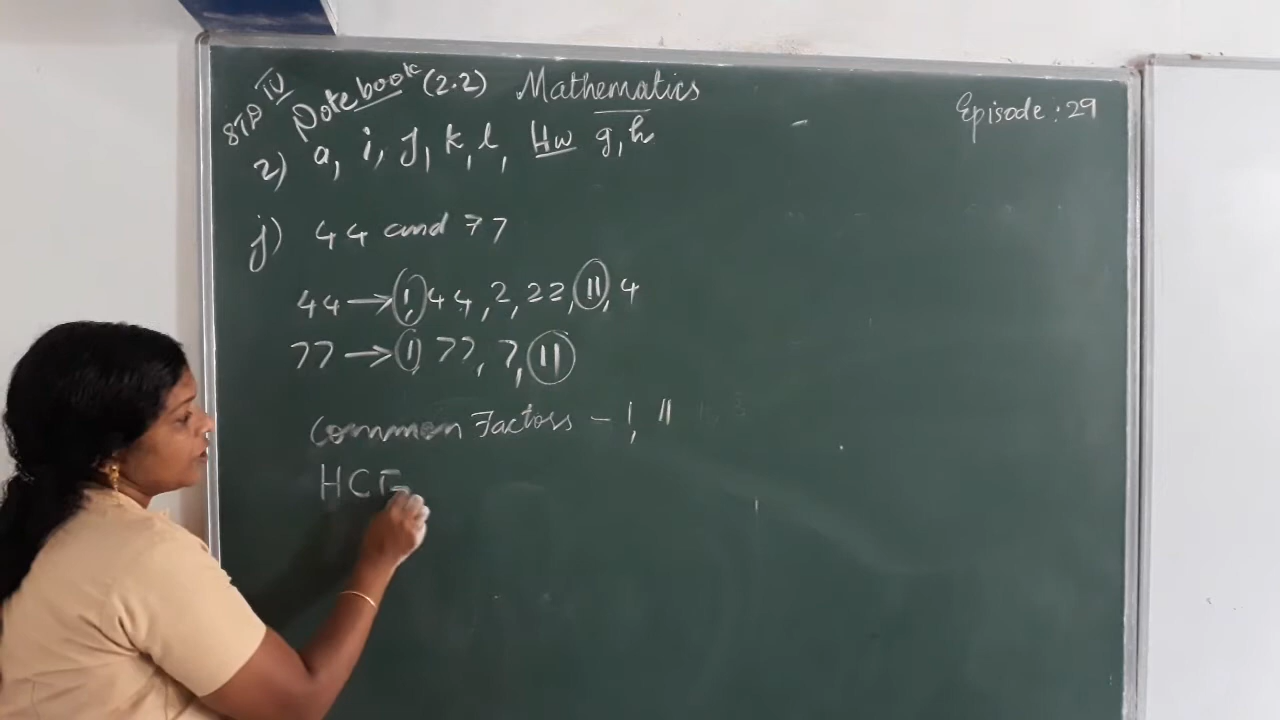 STD IV
Notebook (2.2) Mathematics
Episode : 29
2) a, i, j, k, l, Hw g, h
j) 44 and 77
44 → 1, 44, 2, 22, 11, 4
77 → 1, 77, 7, 11
Common Factors - 1, 11
HCF